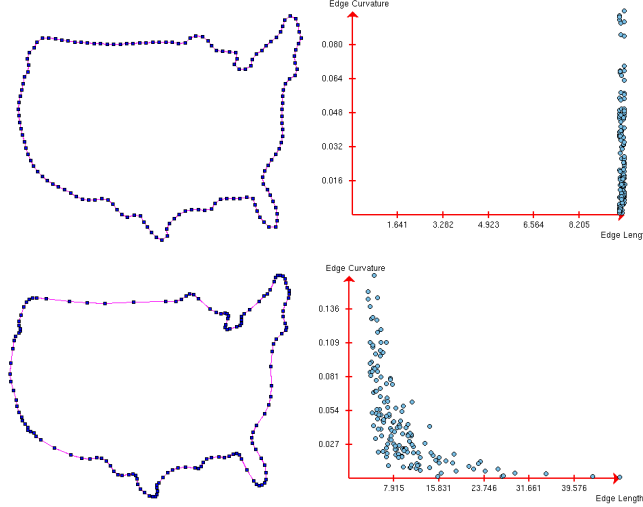 Edge Curvature
0.080
0.064
0.048
0.032
0.016
1.641 3.282 4.923 6.564 8.205
Edge Lengt
Edge Curvature
0.136
0.109
0.081
0.054
0.027
7.915 15.831 23.746 31.661 39.576
Edge Length